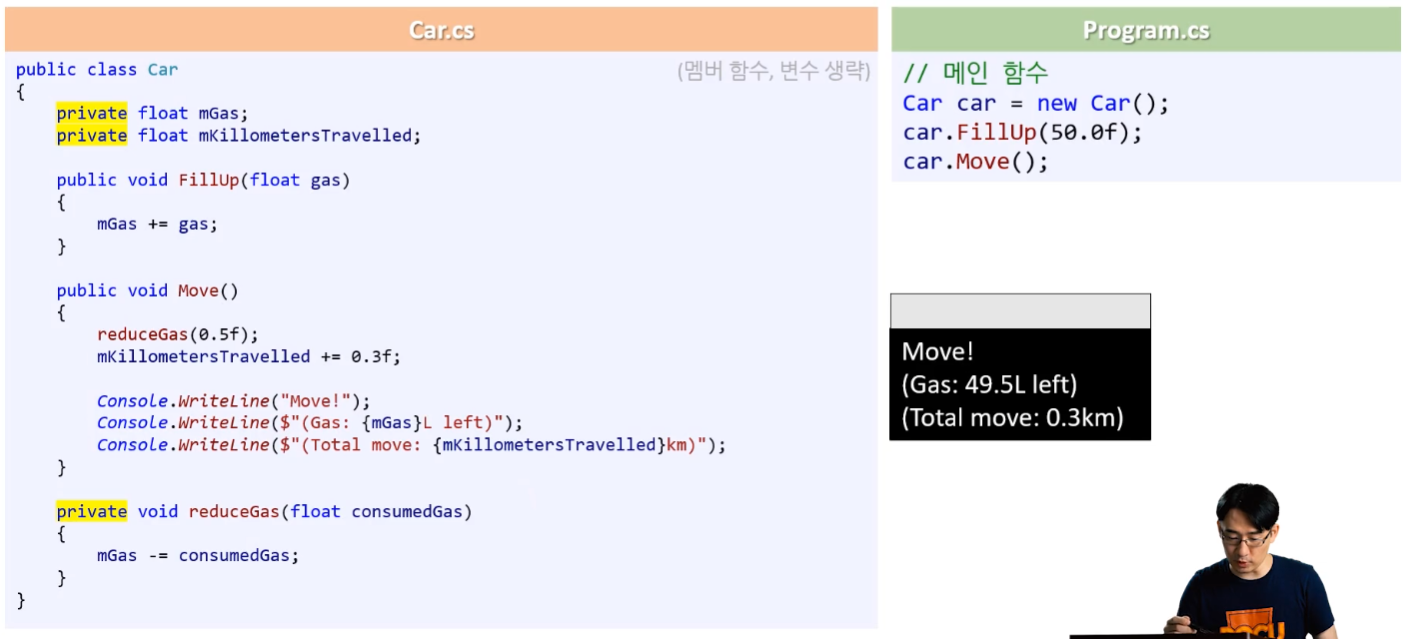 Car.cs
public class Car
(멤버 함수, 변수 생략)
{
private float mGas;
private float mKillometersTravelled;
public void FillUp(float gas)
{
mGas += gas;
}
public void Move()
{
reduceGas(0.5f);
mKillometersTravelled += 0.3f;
Console.WriteLine("Move!");
Console.WriteLine($"(Gas: {mGas}L left)");
Console.WriteLine($"(Total move: {mKillometersTravelled}km)");
}
private void reduceGas(float consumedGas)
{
mGas -= consumedGas;
}
}
Program.cs
// 메인 함수
Car car = new Car();
car.FillUp(50.0f);
car.Move();
Move!
(Gas: 49.5L left)
(Total move: 0.3km)